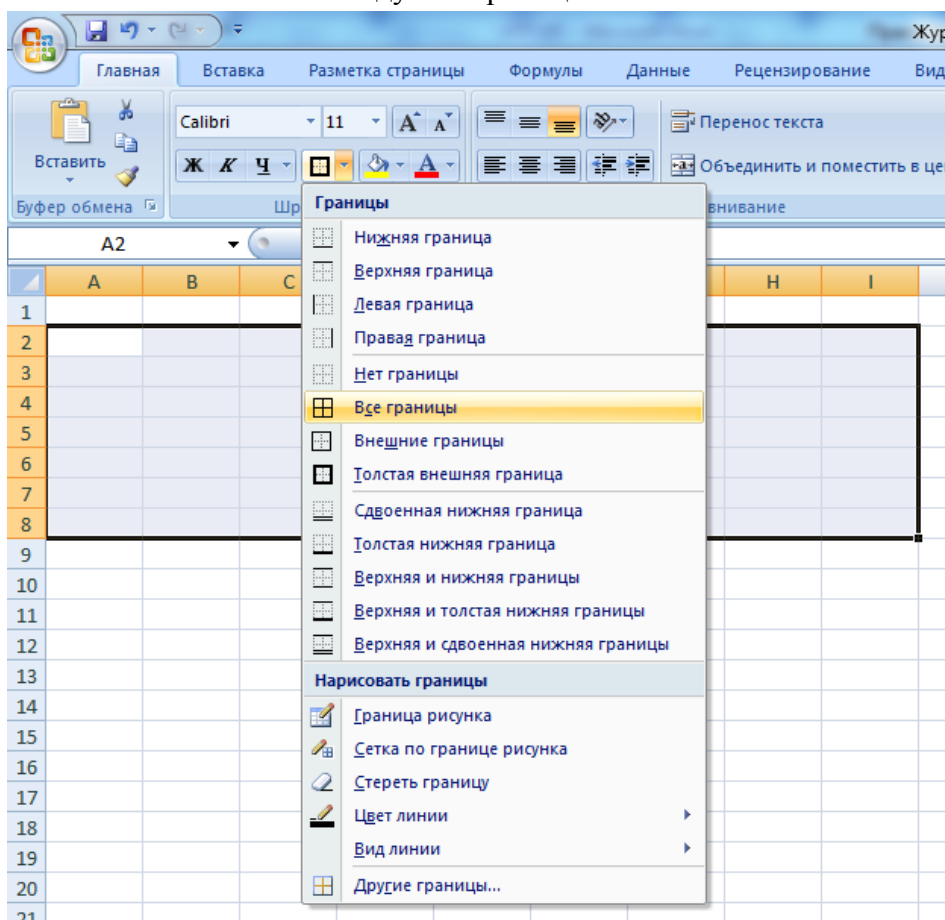 Жур
Главная Вставка Разметка страницы Формулы Данные Рецензирование Вид
Calibri 11 A A Перенос текста
Вставить Ж К Ч А Объединить и поместить в це
Буфер обмена Шр внивание
A2
Границы
Нижняя граница
Верхняя граница
Левая граница
Правая граница
Нет границы
Все границы
Внешние границы
Толстая внешняя граница
Сдвоенная нижняя граница
Толстая нижняя граница
Верхняя и нижняя границы
Верхняя и толстая нижняя границы
Верхняя и сдвоенная нижняя границы
Нарисовать границы
Граница рисунка
Сетка по границе рисунка
Стереть границу
Цвет линии
Вид линии
Другие границы...
A B C H I
1
2
3
4
5
6
7
8
9
10
11
12
13
14
15
16
17
18
19
20
21